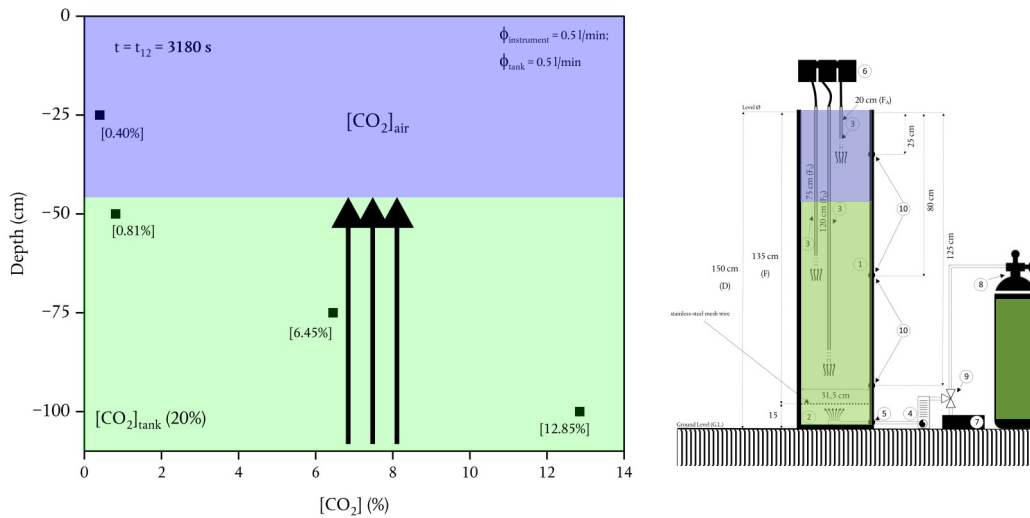 0
−25
−50
−75
−100
Depth (cm)
t = t12 = 3180 s
ϕinstrument = 0.5 l/min;
ϕtank = 0.5 l/min
[CO2]air
[0.40%]
[0.81%]
[6.45%]
[12.85%]
[CO2]tank (20%)
0 2 4 6 8 10 12 14
[CO2] (%)
6
20 cm (FA)
Level Ø
3
25 cm
75 cm (F
120 cm (F
3
3
10
80 cm
125 cm
1
150 cm
(D)
135 cm
(F)
8
stainless-steel mesh wire
10
31,5 cm
9
15
2
5
4
7
Ground Level (G.L.)